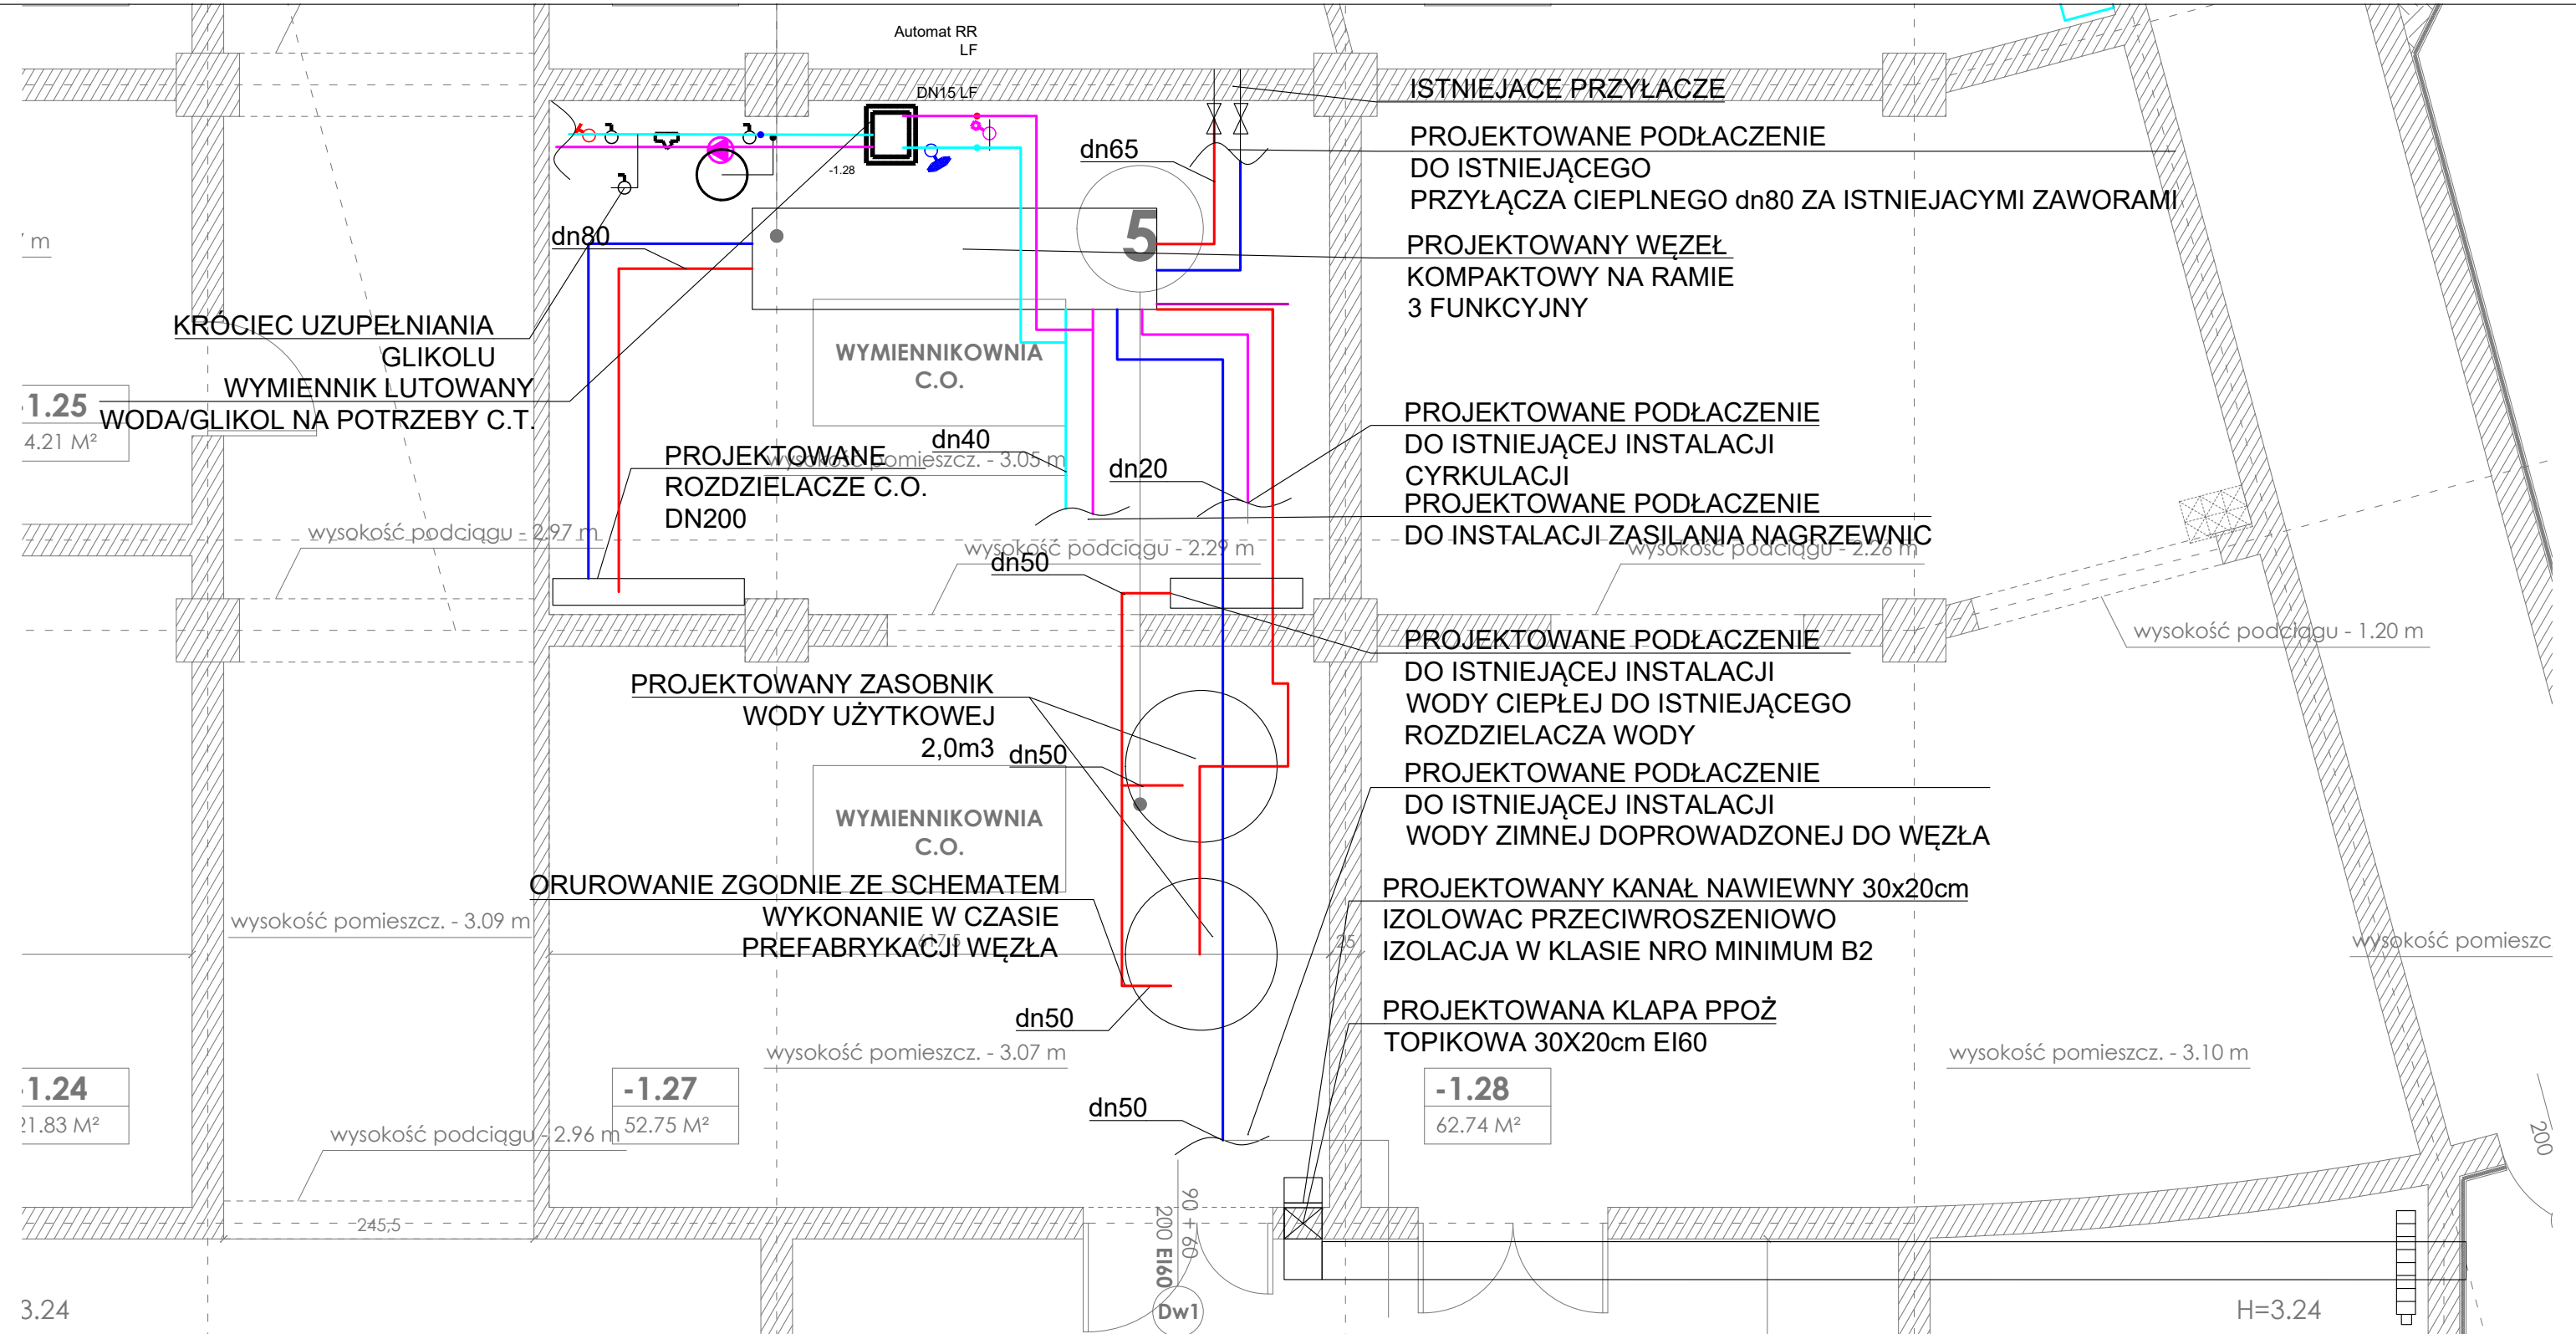 Automat RR
LF
DN15 LF
-1.28
dn65
5
dn80
ISTNIEJACE PRZYŁACZE
PROJEKTOWANE PODŁACZENIE
DO ISTNIEJĄCEGO
PRZYŁĄCZA CIEPLNEGO dn80 ZA ISTNIEJACYMI ZAWORAMI
PROJEKTOWANY WĘZEŁ
KOMPAKTOWY NA RAMIE
3 FUNKCYJNY
m
KRÓCIEC UZUPEŁNIANIA
GLIKOLU
WYMIENNIK LUTOWANY
WODA/GLIKOL NA POTRZEBY C.T.
-1.25
4.21 M²
WYMIENNIKOWNIA
C.O.
PROJEKTOWANE
ROZDZIELACZE C.O.
DN200
wysokość pomieszcz. - 3.05 m
dn40
dn20
PROJEKTOWANE PODŁACZENIE
DO ISTNIEJĄCEJ INSTALACJI
CYRKULACJI
PROJEKTOWANE PODŁACZENIE
DO INSTALACJI ZASILANIA NAGRZEWNIC
wysokość podciągu - 2.97 m
wysokość podciągu - 2.29 m
wysokość podciągu - 2.26 m
dn50
wysokość podciągu - 1.20 m
PROJEKTOWANE PODŁACZENIE
DO ISTNIEJĄCEJ INSTALACJI
WODY CIEPŁEJ DO ISTNIEJĄCEGO
ROZDZIELACZA WODY
PROJEKTOWANY ZASOBNIK
WODY UŻYTKOWEJ
2,0m3
dn50
PROJEKTOWANE PODŁACZENIE
DO ISTNIEJĄCEJ INSTALACJI
WODY ZIMNEJ DOPROWADZONEJ DO WĘZŁA
WYMIENNIKOWNIA
C.O.
ORUROWANIE ZGODNIE ZE SCHEMATEM
WYKONANIE W CZASIE
PREFABRYKACJI WĘZŁA
617,5
25
PROJEKTOWANY KANAŁ NAWIEWNY 30x20cm
IZOLOWAC PRZECIWROSZENIOWO
IZOLACJA W KLASIE NRO MINIMUM B2
wysokość pomieszcz. - 3.09 m
wysokość pomieszc
dn50
PROJEKTOWANA KLAPA PPOŻ
TOPIKOWA 30X20cm EI60
wysokość pomieszcz. - 3.07 m
wysokość pomieszcz. - 3.10 m
-1.24
21.83 M²
-1.27
52.75 M²
-1.28
62.74 M²
dn50
wysokość podciągu - 2.96 m
200
245,5
90 + 60
200 EI60
Dw1
3.24
H=3.24